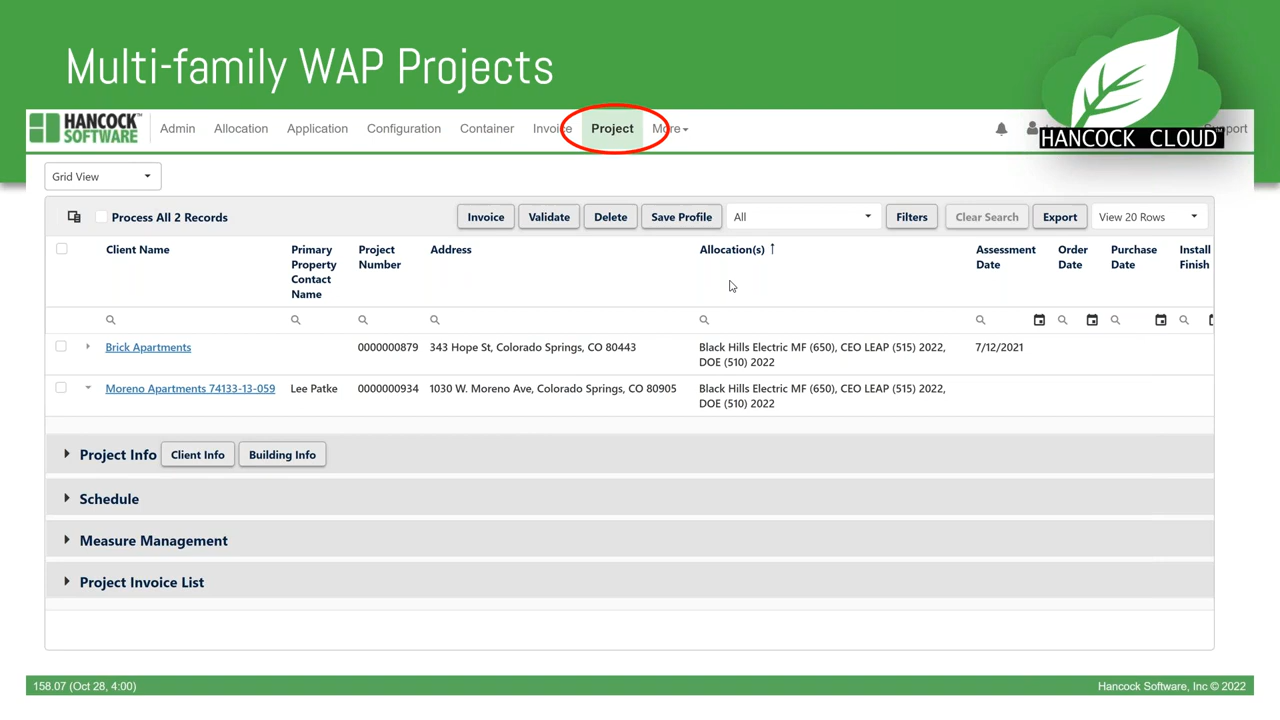 Multi-family WAP Projects
HANCOCK CLOUD
HANCOCK
SOFTWARE
Admin Allocation Application Configuration Container Invoice Project More
Grid View
Process All 2 Records Invoice Validate Delete Save Profile All Filters Clear Search Export View 20 Rows
Client Name Primary Property Contact Name Project Number Address Allocation(s) ↑ Assessment Date Order Date Purchase Date Install Finish
Brick Apartments 0000000879 343 Hope St, Colorado Springs, CO 80443 Black Hills Electric MF (650), CEO LEAP (515) 2022, 7/12/2021
DOE (510) 2022
Moreno Apartments 74133-13-059 Lee Patke 0000000934 1030 W. Moreno Ave, Colorado Springs, CO 80905 Black Hills Electric MF (650), CEO LEAP (515) 2022,
DOE (510) 2022
Project Info Client Info Building Info
Schedule
Measure Management
Project Invoice List
158.07 (Oct 28, 4:00) Hancock Software, Inc © 2022